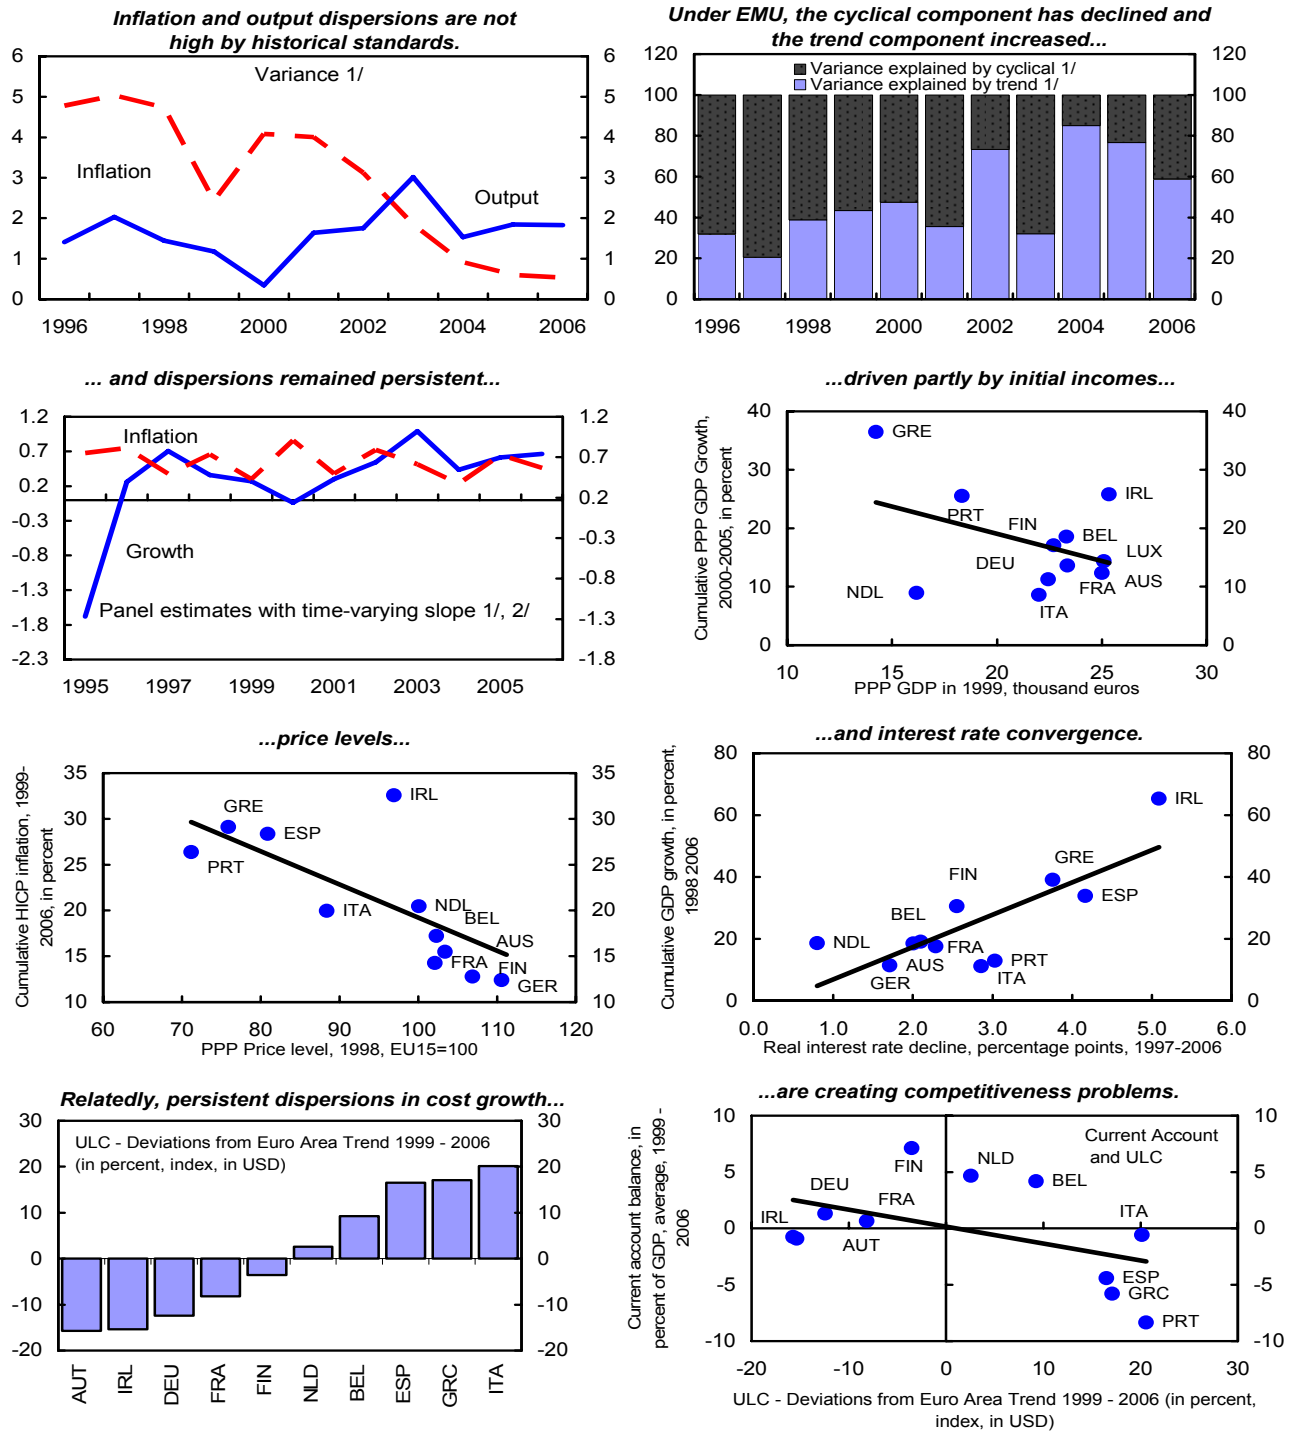 Inflation and output dispersions are not
high by historical standards.
Variance 1/
6
5
4
3
2
1
0
6
5
4
3
2
1
0
Inflation
Output
1996 1998 2000 2002 2004 2006
Under EMU, the cyclical component has declined and
the trend component increased...
120
100
80
60
40
20
0
120
100
80
60
40
20
0
Variance explained by cyclical 1/
Variance explained by trend 1/
1996 1998 2000 2002 2004 2006
... and dispersions remained persistent...
1.2
0.7
0.2
-0.3
-0.8
-1.3
-1.8
-2.3
1.2
0.7
0.2
-0.3
-0.8
-1.3
-1.8
Inflation
Growth
Panel estimates with time-varying slope 1/, 2/
1995 1997 1999 2001 2003 2005
...driven partly by initial incomes...
Cumulative PPP GDP Growth,
2000-2005, in percent
40
30
20
10
0
40
30
20
10
0
GRE
PRT
IRL
FIN
BEL
LUX
DEU
NDL
FRA
AUS
ITA
10 15 20 25 30
PPP GDP in 1999, thousand euros
...price levels...
Cumulative HICP inflation, 1999-
2006, in percent
35
30
25
20
15
10
35
30
25
20
15
10
IRL
GRE
ESP
PRT
ITA
NDL
BEL
AUS
FRA
FIN
GER
60 70 80 90 100 110 120
PPP Price level, 1998, EU15=100
...and interest rate convergence.
Cumulative GDP growth, in percent,
1998 2006
80
60
40
20
0
80
60
40
20
0
IRL
GRE
ESP
FIN
BEL
NDL
FRA
AUS
PRT
GER
ITA
0.0 1.0 2.0 3.0 4.0 5.0 6.0
Real interest rate decline, percentage points, 1997-2006
Relatedly, persistent dispersions in cost growth...
30
20
10
0
-10
-20
30
20
10
0
-10
-20
ULC - Deviations from Euro Area Trend 1999 - 2006
(in percent, index, in USD)
AUT IRL DEU FRA FIN NLD BEL ESP GRC ITA
...are creating competitiveness problems.
Current account balance, in
percent of GDP, average, 1999 -
2006
10
5
0
-5
-10
10
5
0
-5
-10
Current Account
and ULC
FIN
NLD
BEL
DEU
FRA
IRL
AUT
ITA
ESP
GRC
PRT
-20 -10 0 10 20 30
ULC - Deviations from Euro Area Trend 1999 - 2006 (in percent,
index, in USD)